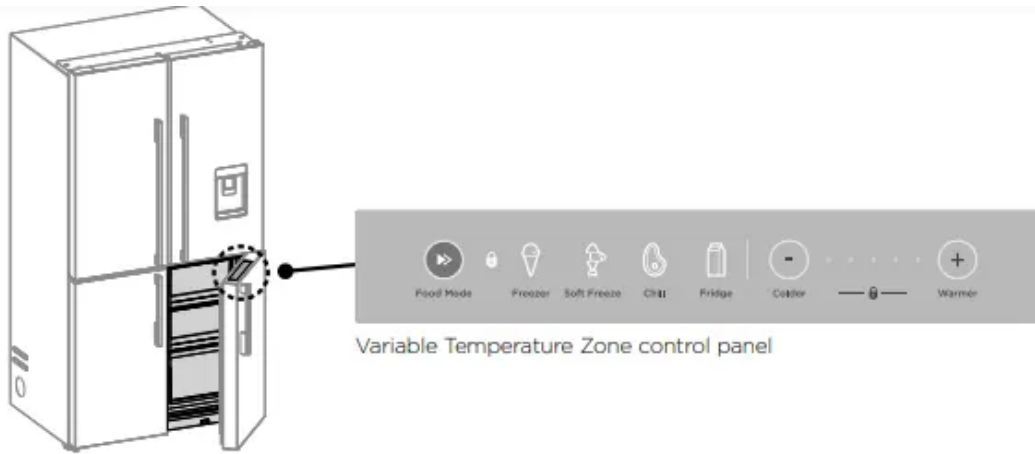 Food Mode Freezer Soft Freeze Chill Fridge - Colder + Warmer
Variable Temperature Zone control panel